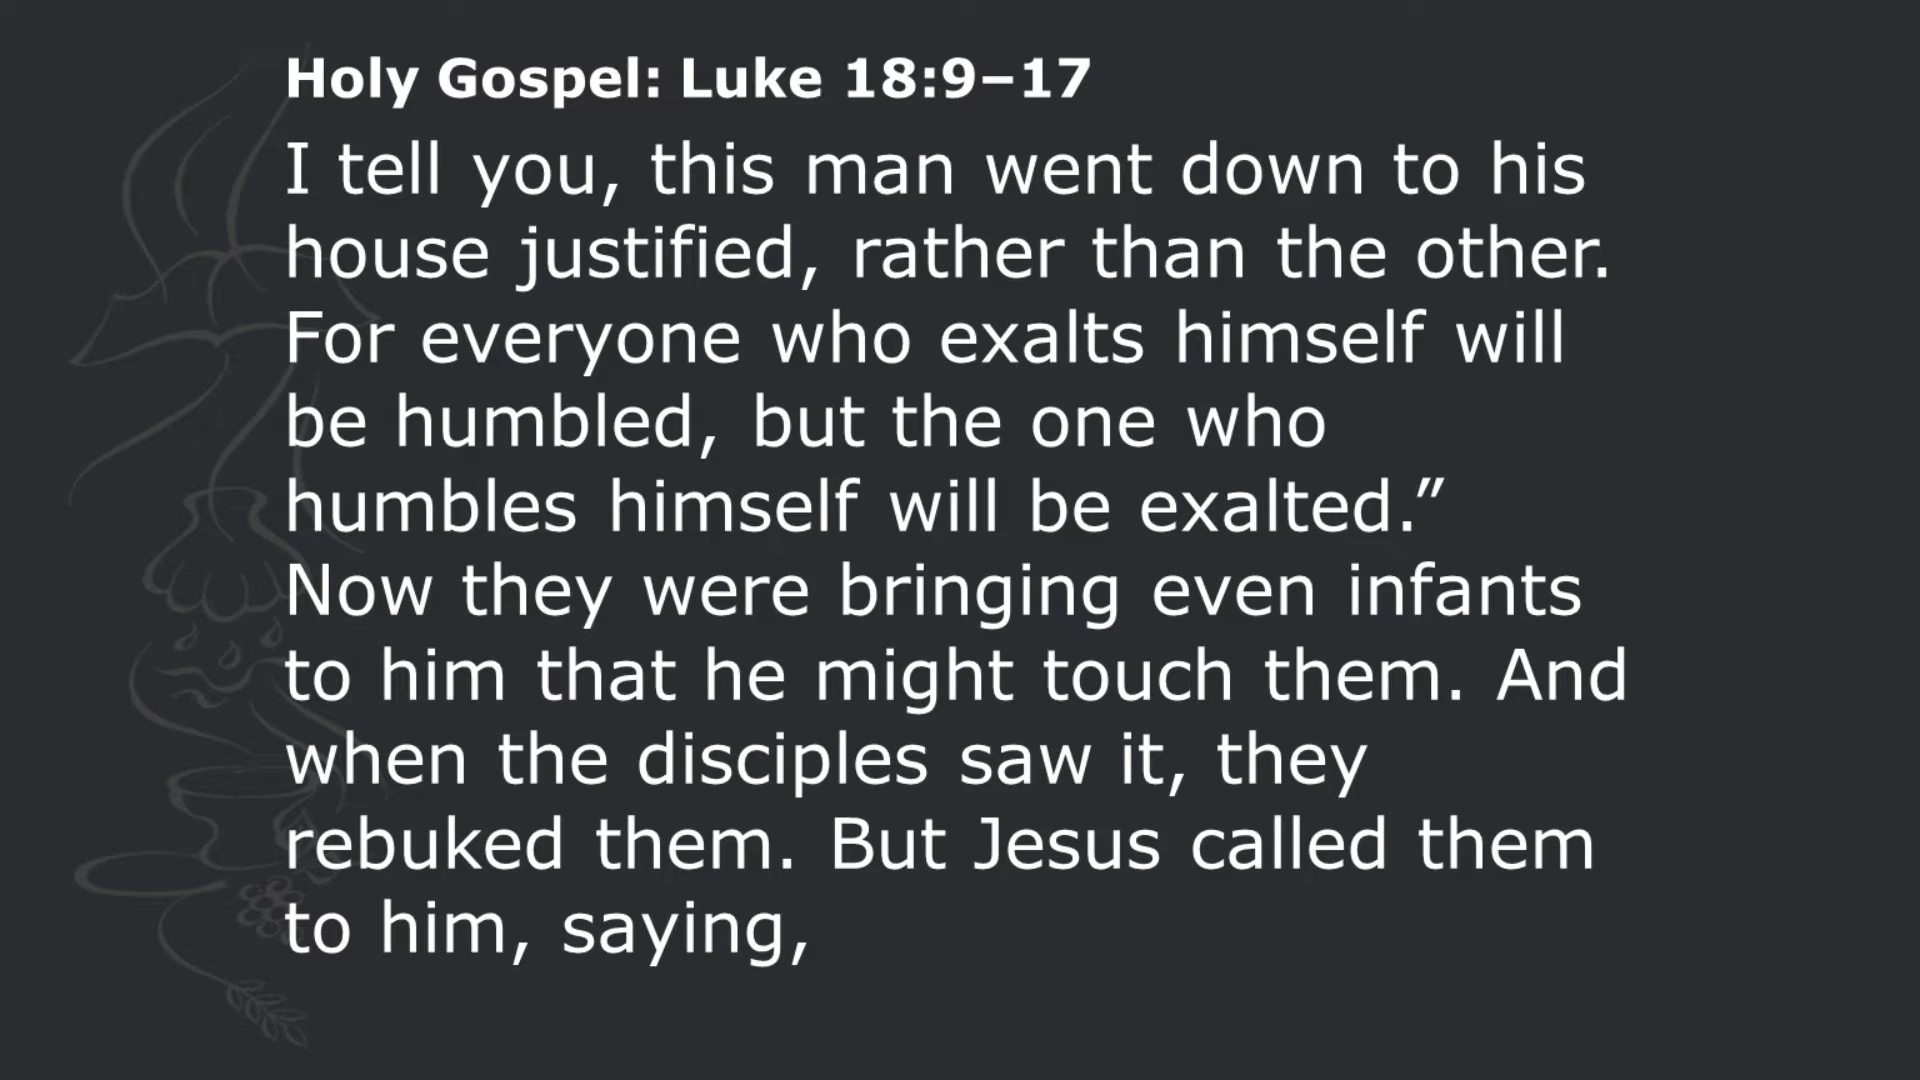 Holy Gospel: Luke 18:9–17
I tell you, this man went down to his
house justified, rather than the other.
For everyone who exalts himself will
be humbled, but the one who
humbles himself will be exalted.”
Now they were bringing even infants
to him that he might touch them. And
when the disciples saw it, they
rebuked them. But Jesus called them
to him, saying,